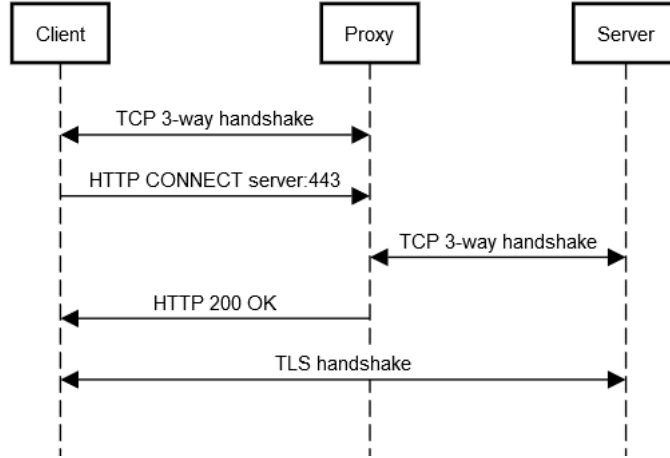 Client
Proxy
Server
TCP 3-way handshake
HTTP CONNECT server:443
TCP 3-way handshake
HTTP 200 OK
TLS handshake